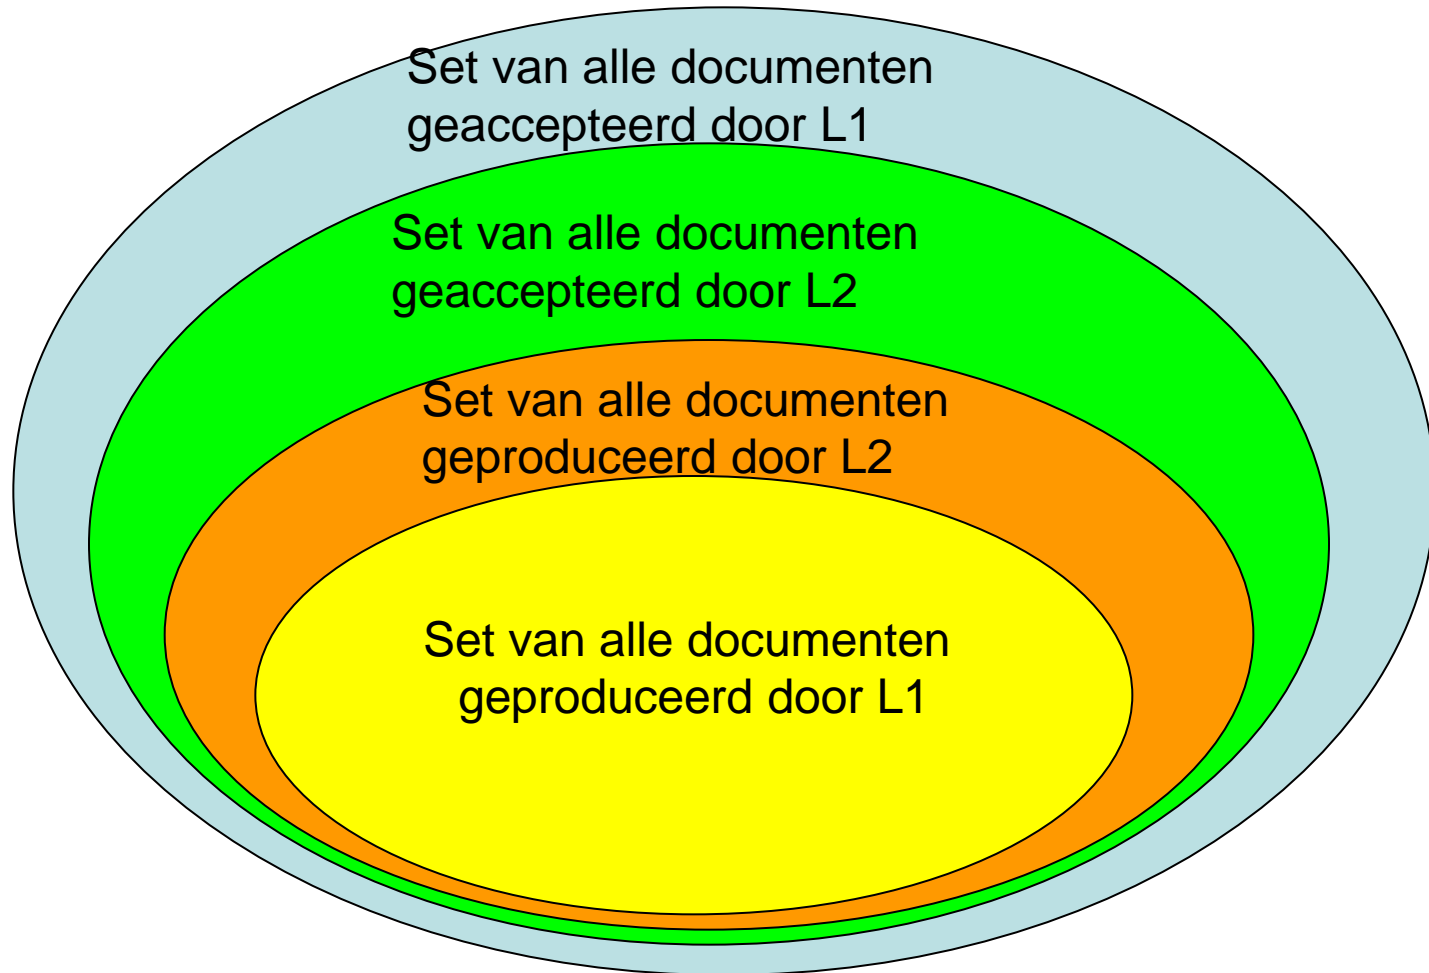 Set van alle documenten
geaccepteerd door L1
Set van alle documenten
geaccepteerd door L2
Set van alle documenten
geproduceerd door L2
Set van alle documenten
geproduceerd door L1